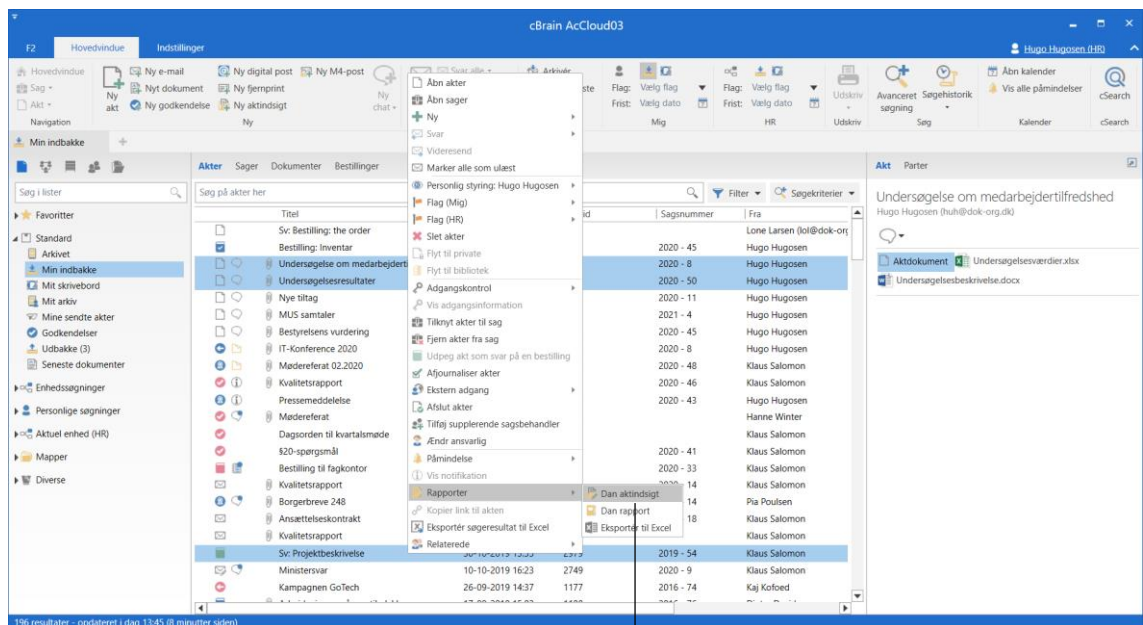 cBrain AcCloud03
F2 Hovedvindue Indstillinger Hugo Hugosen (HR)
Hovedvindue
Sag
Akt
Navigation
Ny akt
Ny e-mail
Nyt dokument
Ny godkendelse
Ny digital post
Ny fjernprint
Ny aktindsigt
Ny M4-post
Ny chat
Ny
Svar alle
Arkivér
Flag: Vælg flag
Frist: Vælg dato
Mig
Flag: Vælg flag
Frist: Vælg dato
HR
Udskriv
Udskriv
Avanceret søgning
Søgehistorik
Søg
Åbn kalender
Vis alle påmindelser
Kalender
cSearch
cSearch
Min indbakke
Søg i lister
Favoritter
Standard
Arkivet
Min indbakke
Mit skrivebord
Mit arkiv
Mine sendte akter
Godkendelser
Udbakke (3)
Seneste dokumenter
Enhedssøgninger
Personlige søgninger
Aktuel enhed (HR)
Mapper
Diverse
Akter Sager Dokumenter Bestillinger
Søg på akter her
Filter Søgekriterier
Titel id Sagsnummer Fra
Sv: Bestilling: the order Lone Larsen (lol@dok-org
Bestilling: Inventar 2020 - 45 Hugo Hugosen
Undersøgelse om medarbejderti 2020 - 8 Hugo Hugosen
Undersøgelsesresultater 2020 - 50 Hugo Hugosen
Nye tiltag 2020 - 11 Hugo Hugosen
MUS samtaler 2021 - 4 Hugo Hugosen
Bestyrelsens vurdering 2020 - 45 Hugo Hugosen
IT-Konference 2020 2020 - 8 Hugo Hugosen
Mødereferat 02.2020 2020 - 48 Klaus Salomon
Kvalitetsrapport 2020 - 46 Klaus Salomon
Pressemeddelelse 2020 - 43 Hugo Hugosen
Mødereferat Hanne Winter
Dagsorden til kvartalsmøde Klaus Salomon
§20-spørgsmål 2020 - 41 Klaus Salomon
Bestilling til fagkontor 2020 - 33 Klaus Salomon
Kvalitetsrapport 14 Klaus Salomon
Borgerbreve 248 14 Pia Poulsen
Ansættelseskontrakt 18 Klaus Salomon
Kvalitetsrapport Klaus Salomon
Sv: Projektbeskrivelse 2019 - 54 Klaus Salomon
Ministersvar 10-10-2019 16:23 2749 2020 - 9 Klaus Salomon
Kampagnen GoTech 26-09-2019 14:37 1177 2016 - 74 Kaj Kofoed
Åbn akter
Åbn sager
Ny
Svar
Videresend
Marker alle som ulæst
Personlig styring: Hugo Hugosen
Flag (Mig)
Flag (HR)
Slet akter
Flyt til private
Flyt til bibliotek
Adgangskontrol
Vis adgangsinformation
Tilknyt akter til sag
Fjern akter fra sag
Udpeg akt som svar på en bestilling
Afjournaliser akter
Ekstern adgang
Afslut akter
Tilføj supplerende sagsbehandler
Ændr ansvarlig
Påmindelse
Vis notifikation
Rapporter
Kopier link til akten
Eksportér søgeresultat til Excel
Relaterede
Dan aktindsigt
Dan rapport
Eksportér til Excel
Akt Parter
Undersøgelse om medarbejdertilfredshed
Hugo Hugosen (huh@dok-org.dk)
Aktdokument Undersøgelsesværdier.xlsx
Undersøgelsesbeskrivelse.docx
196 resultater - opdateret i dag 13:45 (8 minutter siden)